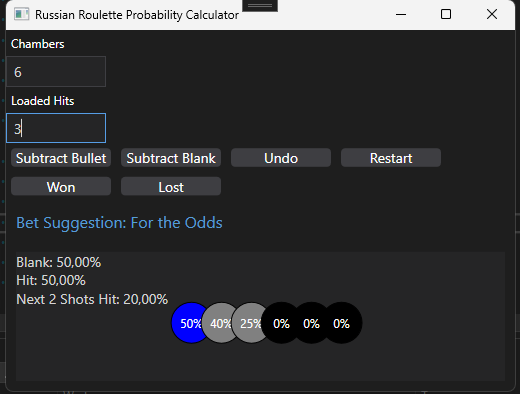 Russian Roulette Probability Calculator
Chambers
6
Loaded Hits
3
Subtract Bullet Subtract Blank Undo Restart
Won Lost
Bet Suggestion: For the Odds
Blank: 50,00%
Hit: 50,00%
Next 2 Shots Hit: 20,00%
50% 40% 25% 0% 0% 0%